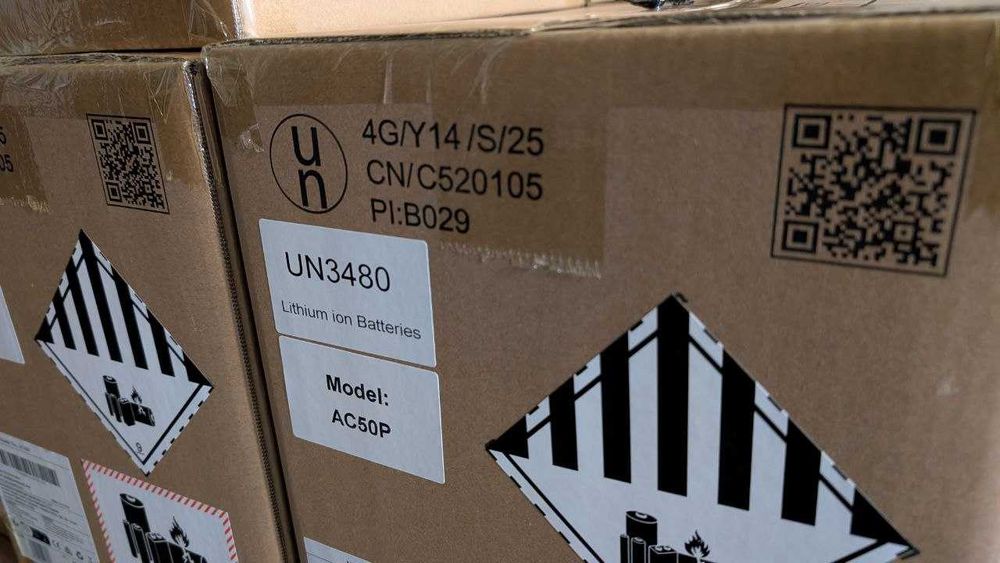 un
4G/Y14/S/25
CN/C520105
PI:B029
UN3480
Lithium ion Batteries
Model:
AC50P